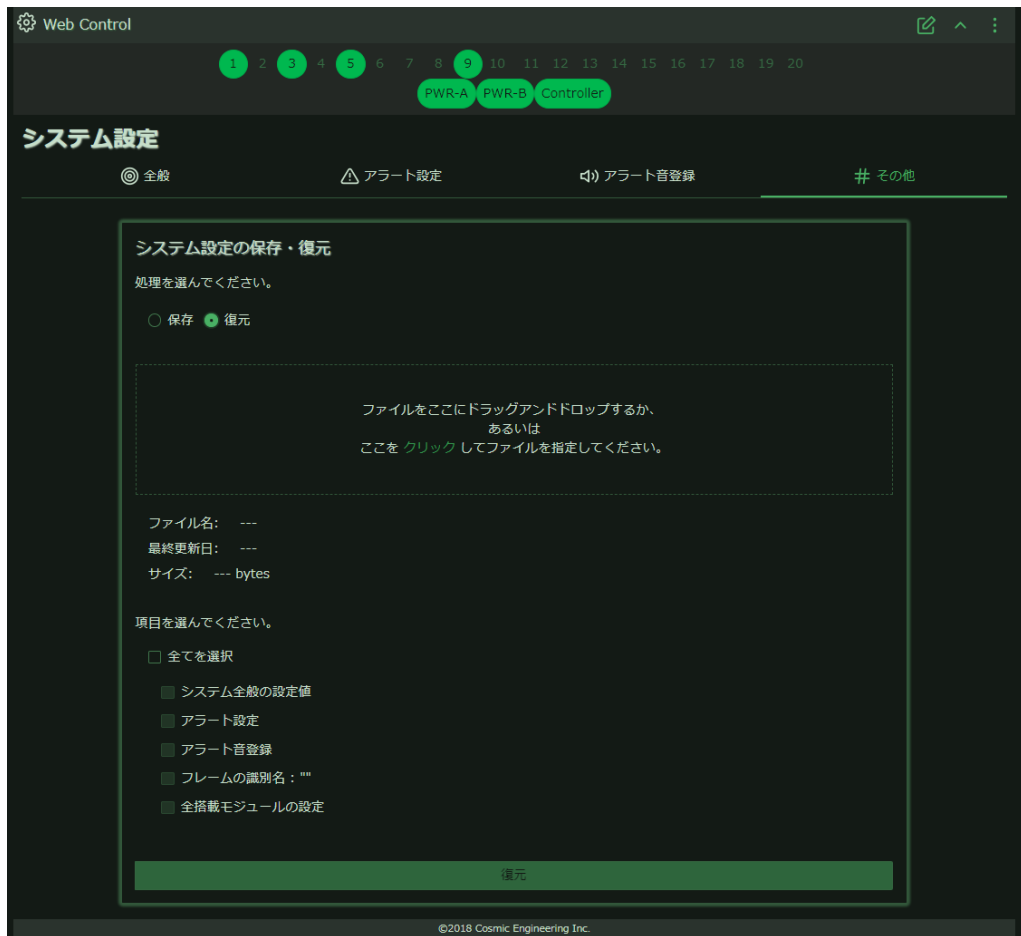 Web Control
1 2 3 4 5 6 7 8 9 10 11 12 13 14 15 16 17 18 19 20
PWR-A PWR-B Controller
システム設定
全般 アラート設定 アラート音登録 その他
システム設定の保存・復元
処理を選んでください。
保存 復元
ファイルをここにドラッグアンドドロップするか、
あるいは
ここを クリック してファイルを指定してください。
ファイル名: ---
最終更新日: ---
サイズ: --- bytes
項目を選んでください。
全てを選択
システム全般の設定値
アラート設定
アラート音登録
フレームの識別名：""
全搭載モジュールの設定
復元
©2018 Cosmic Engineering Inc.